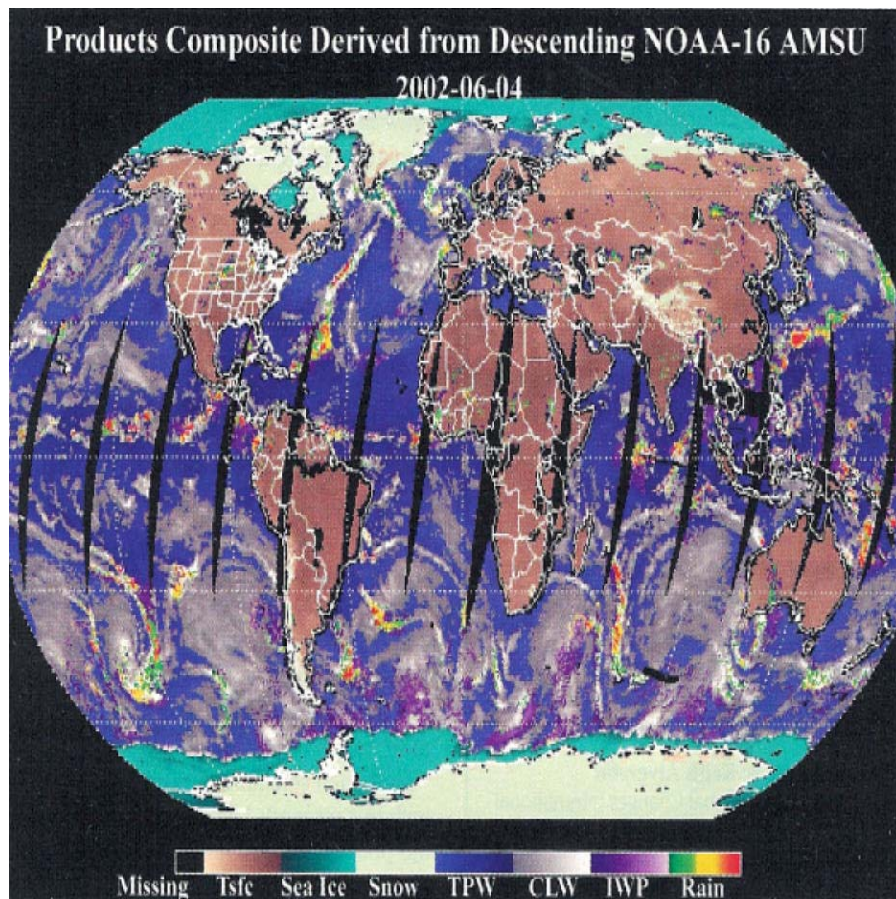 Products Composite Derived from Descending NOAA-16 AMSU
2002-06-04
Missing Tsfc Sea Ice Snow TPW CLW IWP Rain